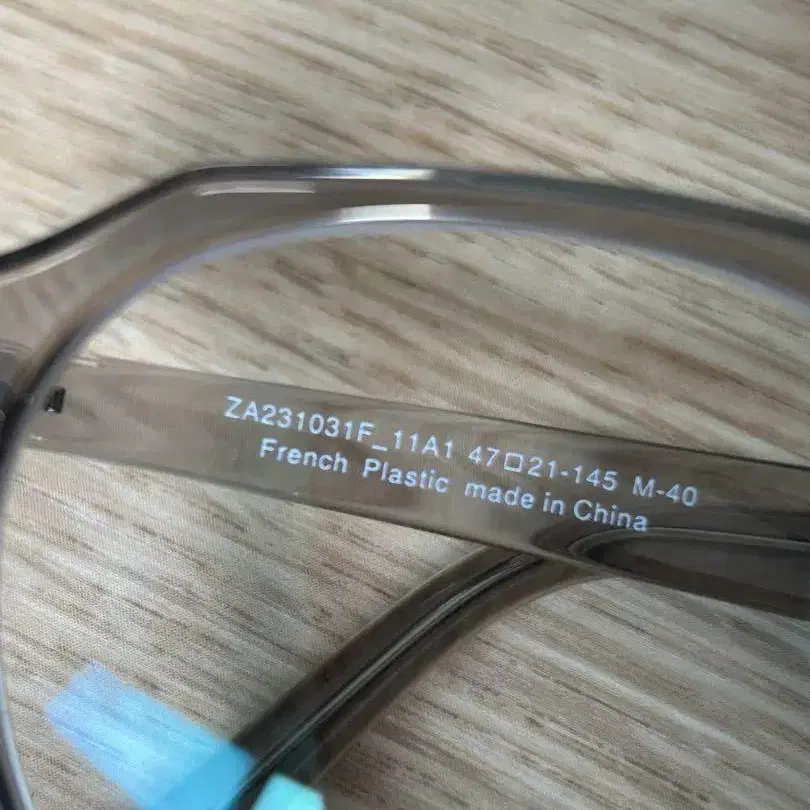 ZA231031F_11A1 47□21-145 M-40
French Plastic made in China